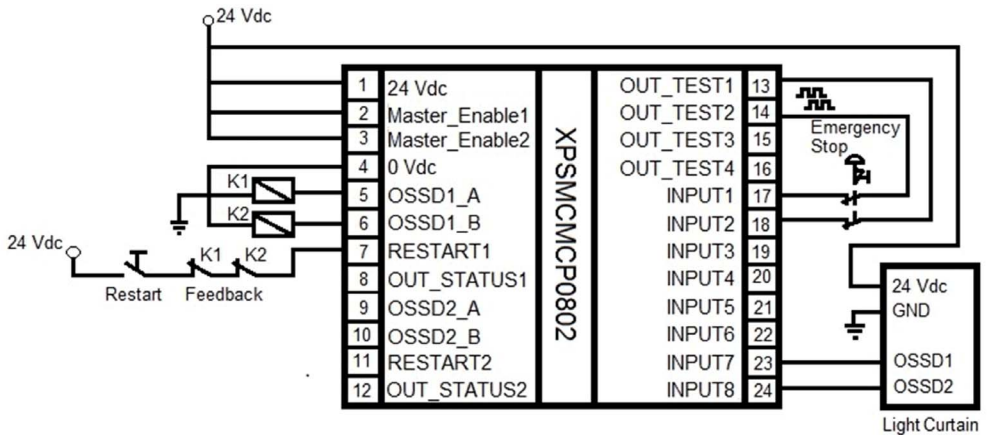 24 Vdc
1 24 Vdc
2 Master_Enable1
3 Master_Enable2
4 0 Vdc
K1 5 OSSD1_A
K2 6 OSSD1_B
24 Vdc
K1 K2 7 RESTART1
Restart Feedback
8 OUT_STATUS1
9 OSSD2_A
10 OSSD2_B
11 RESTART2
12 OUT_STATUS2
XPSMCMCP0802
OUT_TEST1 13
OUT_TEST2 14
OUT_TEST3 15
OUT_TEST4 16
INPUT1 17
INPUT2 18
INPUT3 19
INPUT4 20
INPUT5 21
INPUT6 22
INPUT7 23
INPUT8 24
Emergency
Stop
24 Vdc
GND
OSSD1
OSSD2
Light Curtain